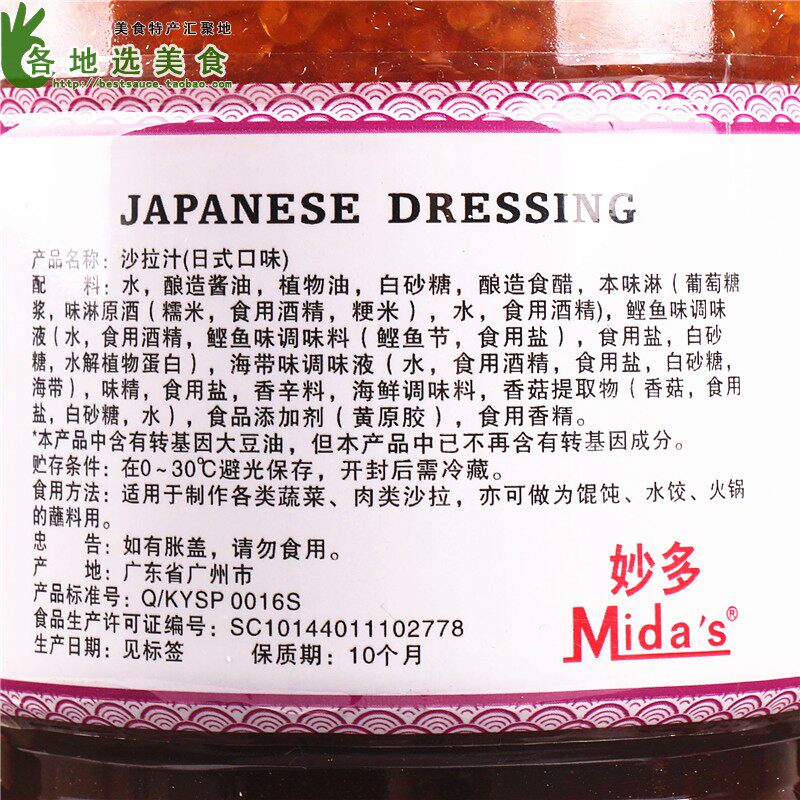 美食特产汇聚地
各地选美食
http://bestsauce.taobao.com
JAPANESE DRESSING
产品名称：沙拉汁(日式口味)
配　　料：水，酿造酱油，植物油，白砂糖，酿造食醋，本味淋（葡萄糖
浆，味淋原酒（糯米，食用酒精，粳米），水，食用酒精)，鲣鱼味调味
液（水，食用酒精，鲣鱼味调味料（鲣鱼节，食用盐），食用盐，白砂
糖，水解植物蛋白），海带味调味液（水，食用酒精，食用盐，白砂糖，
海带），味精，食用盐，香辛料，海鲜调味料，香菇提取物（香菇，食用
盐，白砂糖，水），食品添加剂（黄原胶），食用香精。
*本产品中含有转基因大豆油，但本产品中已不再含有转基因成分。
贮存条件：在0~30℃避光保存，开封后需冷藏。
食用方法：适用于制作各类蔬菜、肉类沙拉，亦可做为馄饨、水饺、火锅
的蘸料用。
忠　　告：如有胀盖，请勿食用。
产　　地：广东省广州市
产品标准号：Q/KYSP 0016S
食品生产许可证编号：SC10144011102778
生产日期：见标签　保质期：10个月
妙多
Mida's®